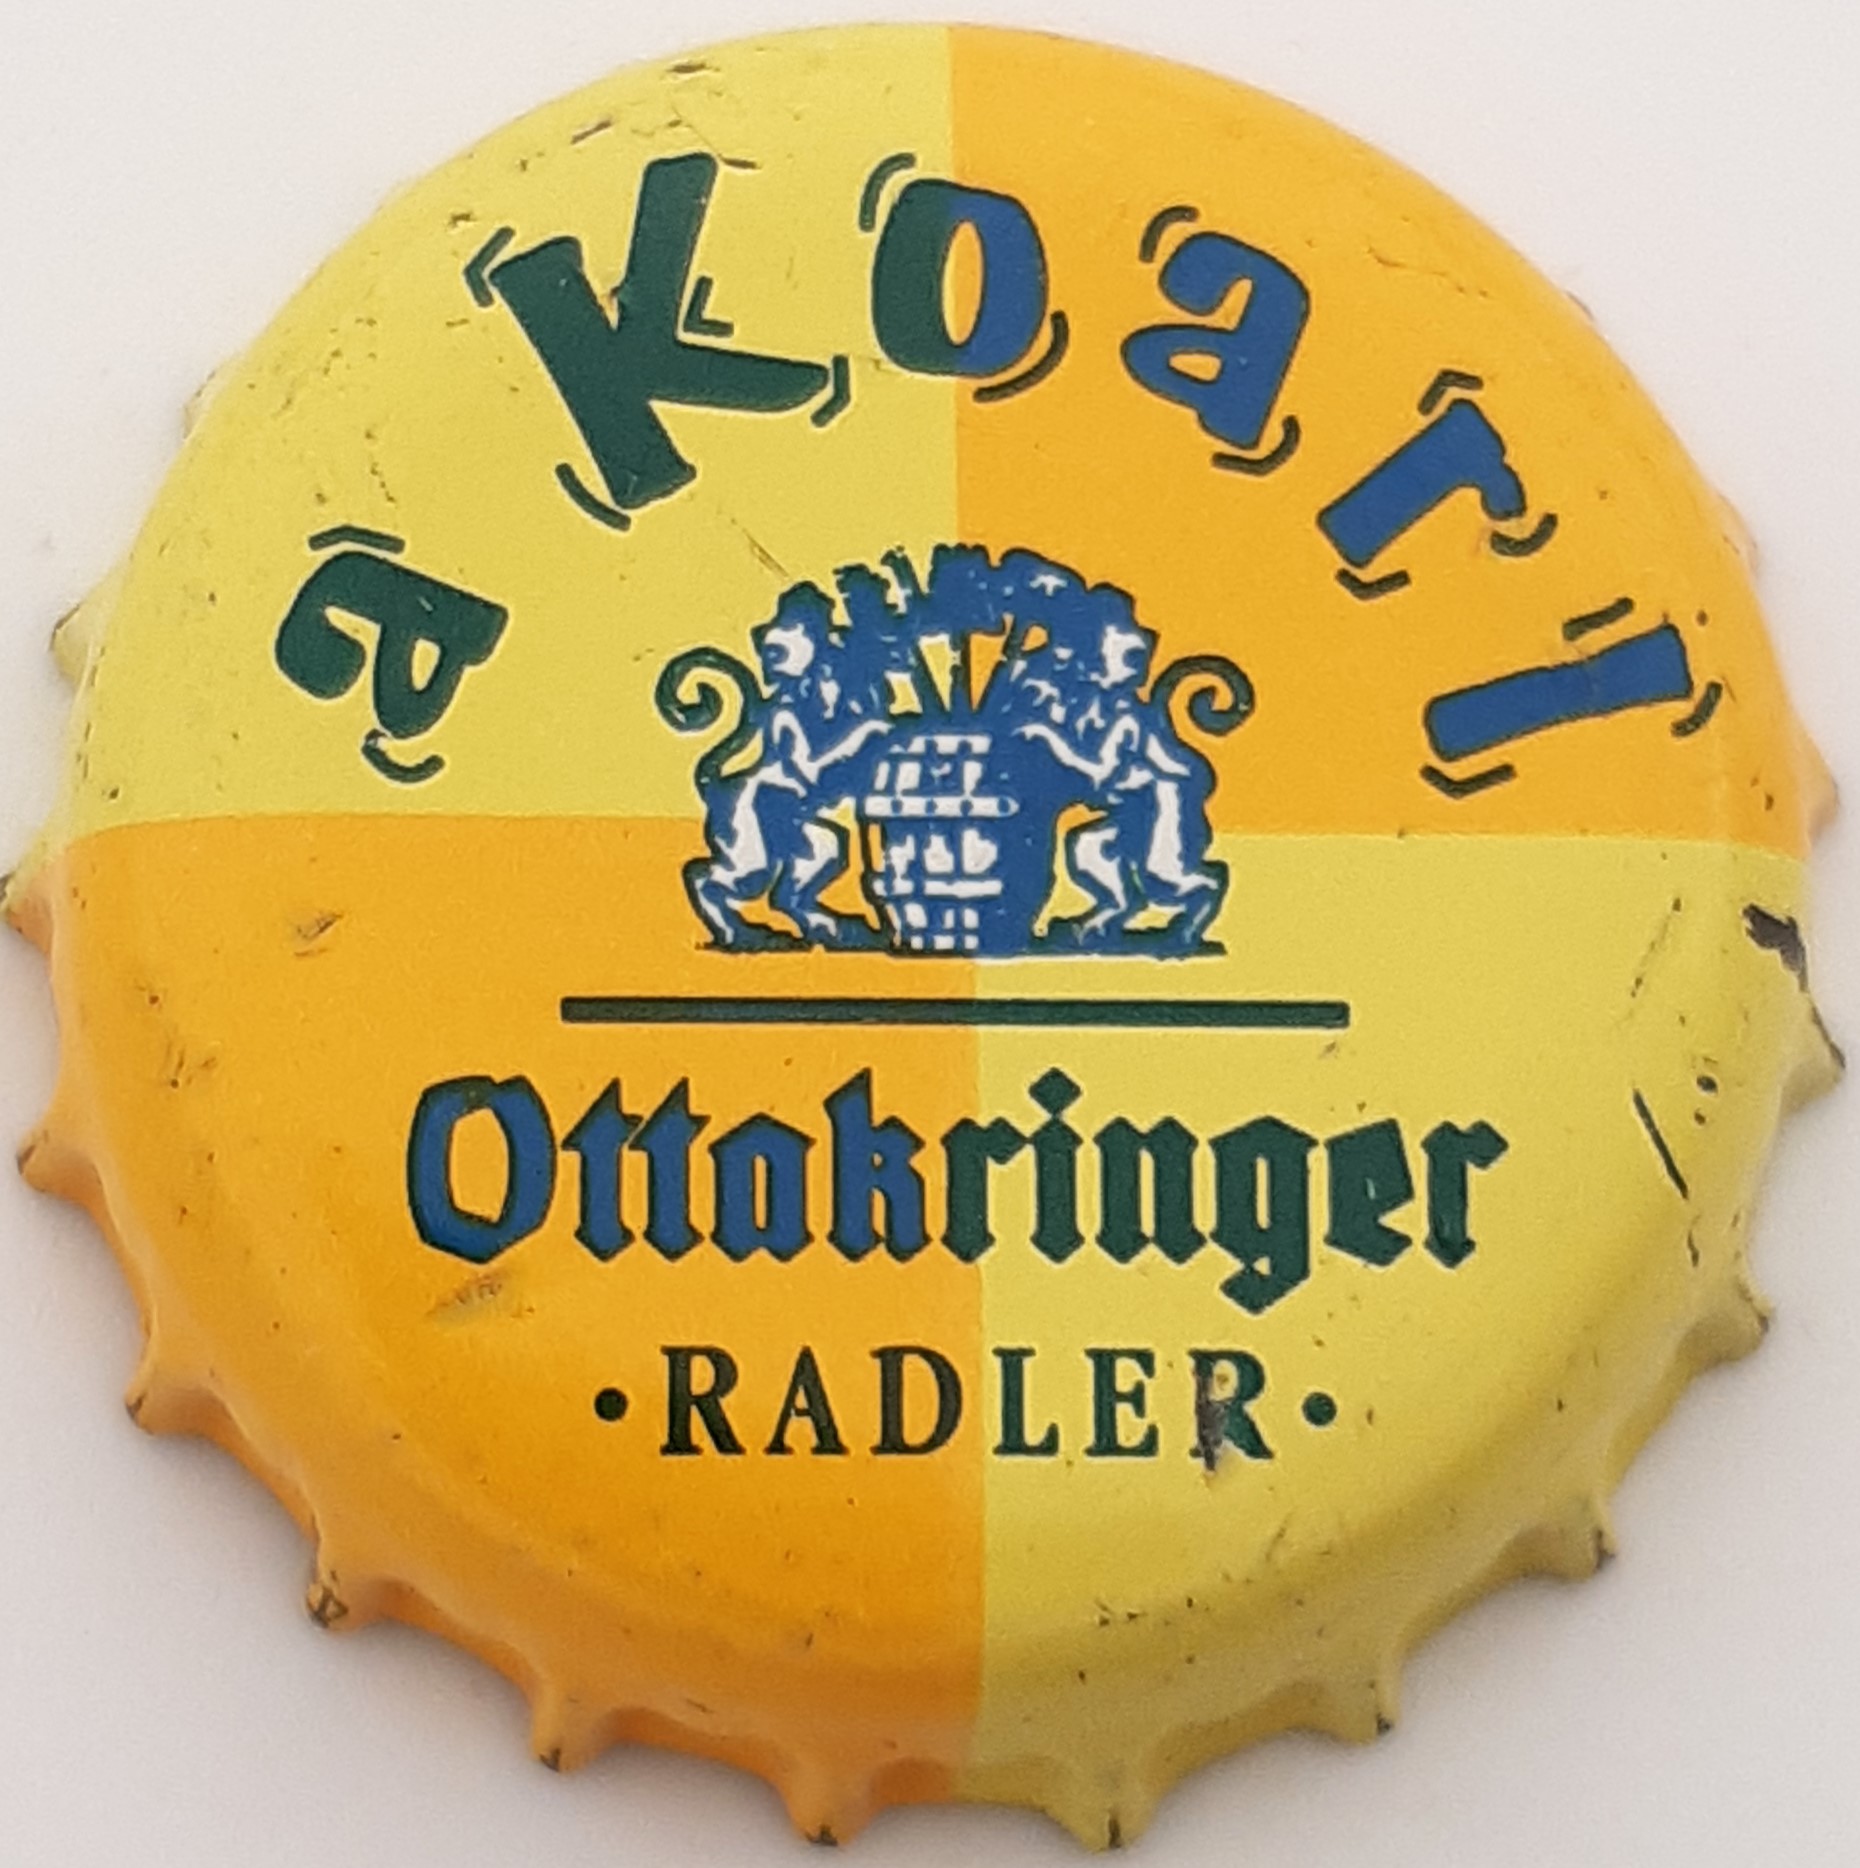 a Koarl
Ottakringer
• RADLER •